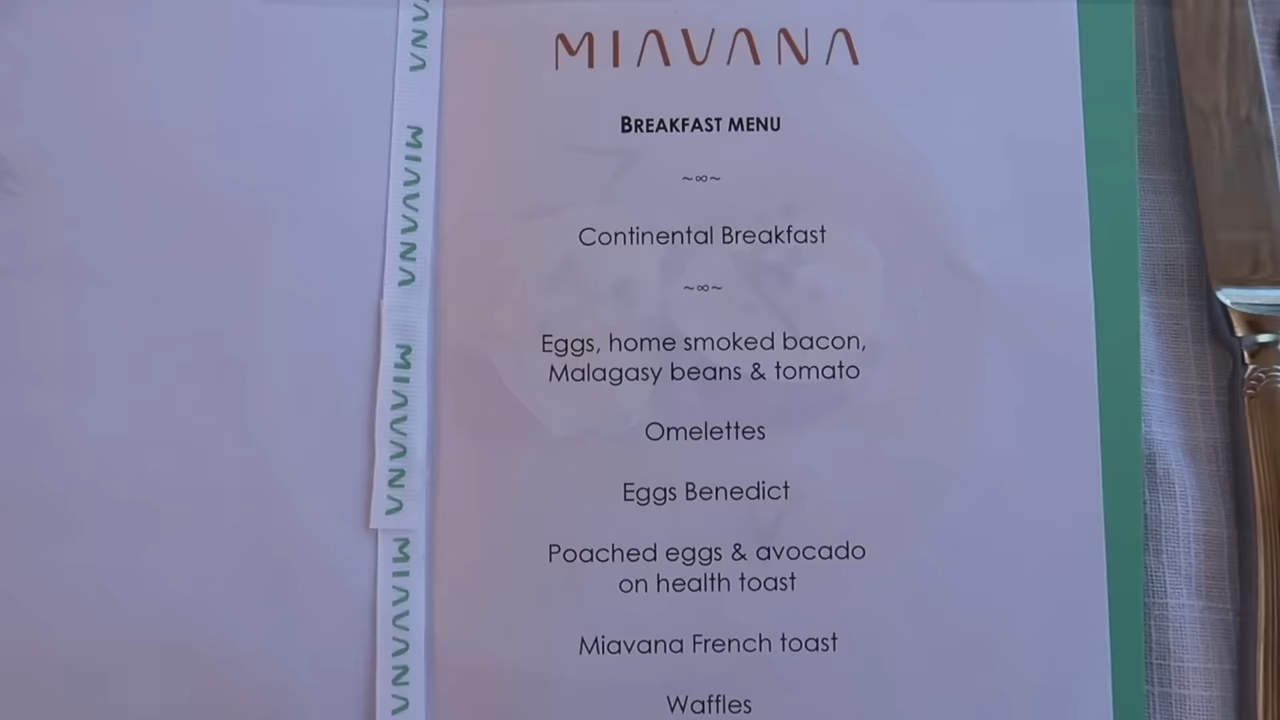 MIAVANA
BREAKFAST MENU
~∞~
Continental Breakfast
~∞~
Eggs, home smoked bacon,
Malagasy beans & tomato
Omelettes
Eggs Benedict
Poached eggs & avocado
on health toast
Miavana French toast
Waffles
VANA
MIAVANA
MIAVANA
MIAVANA